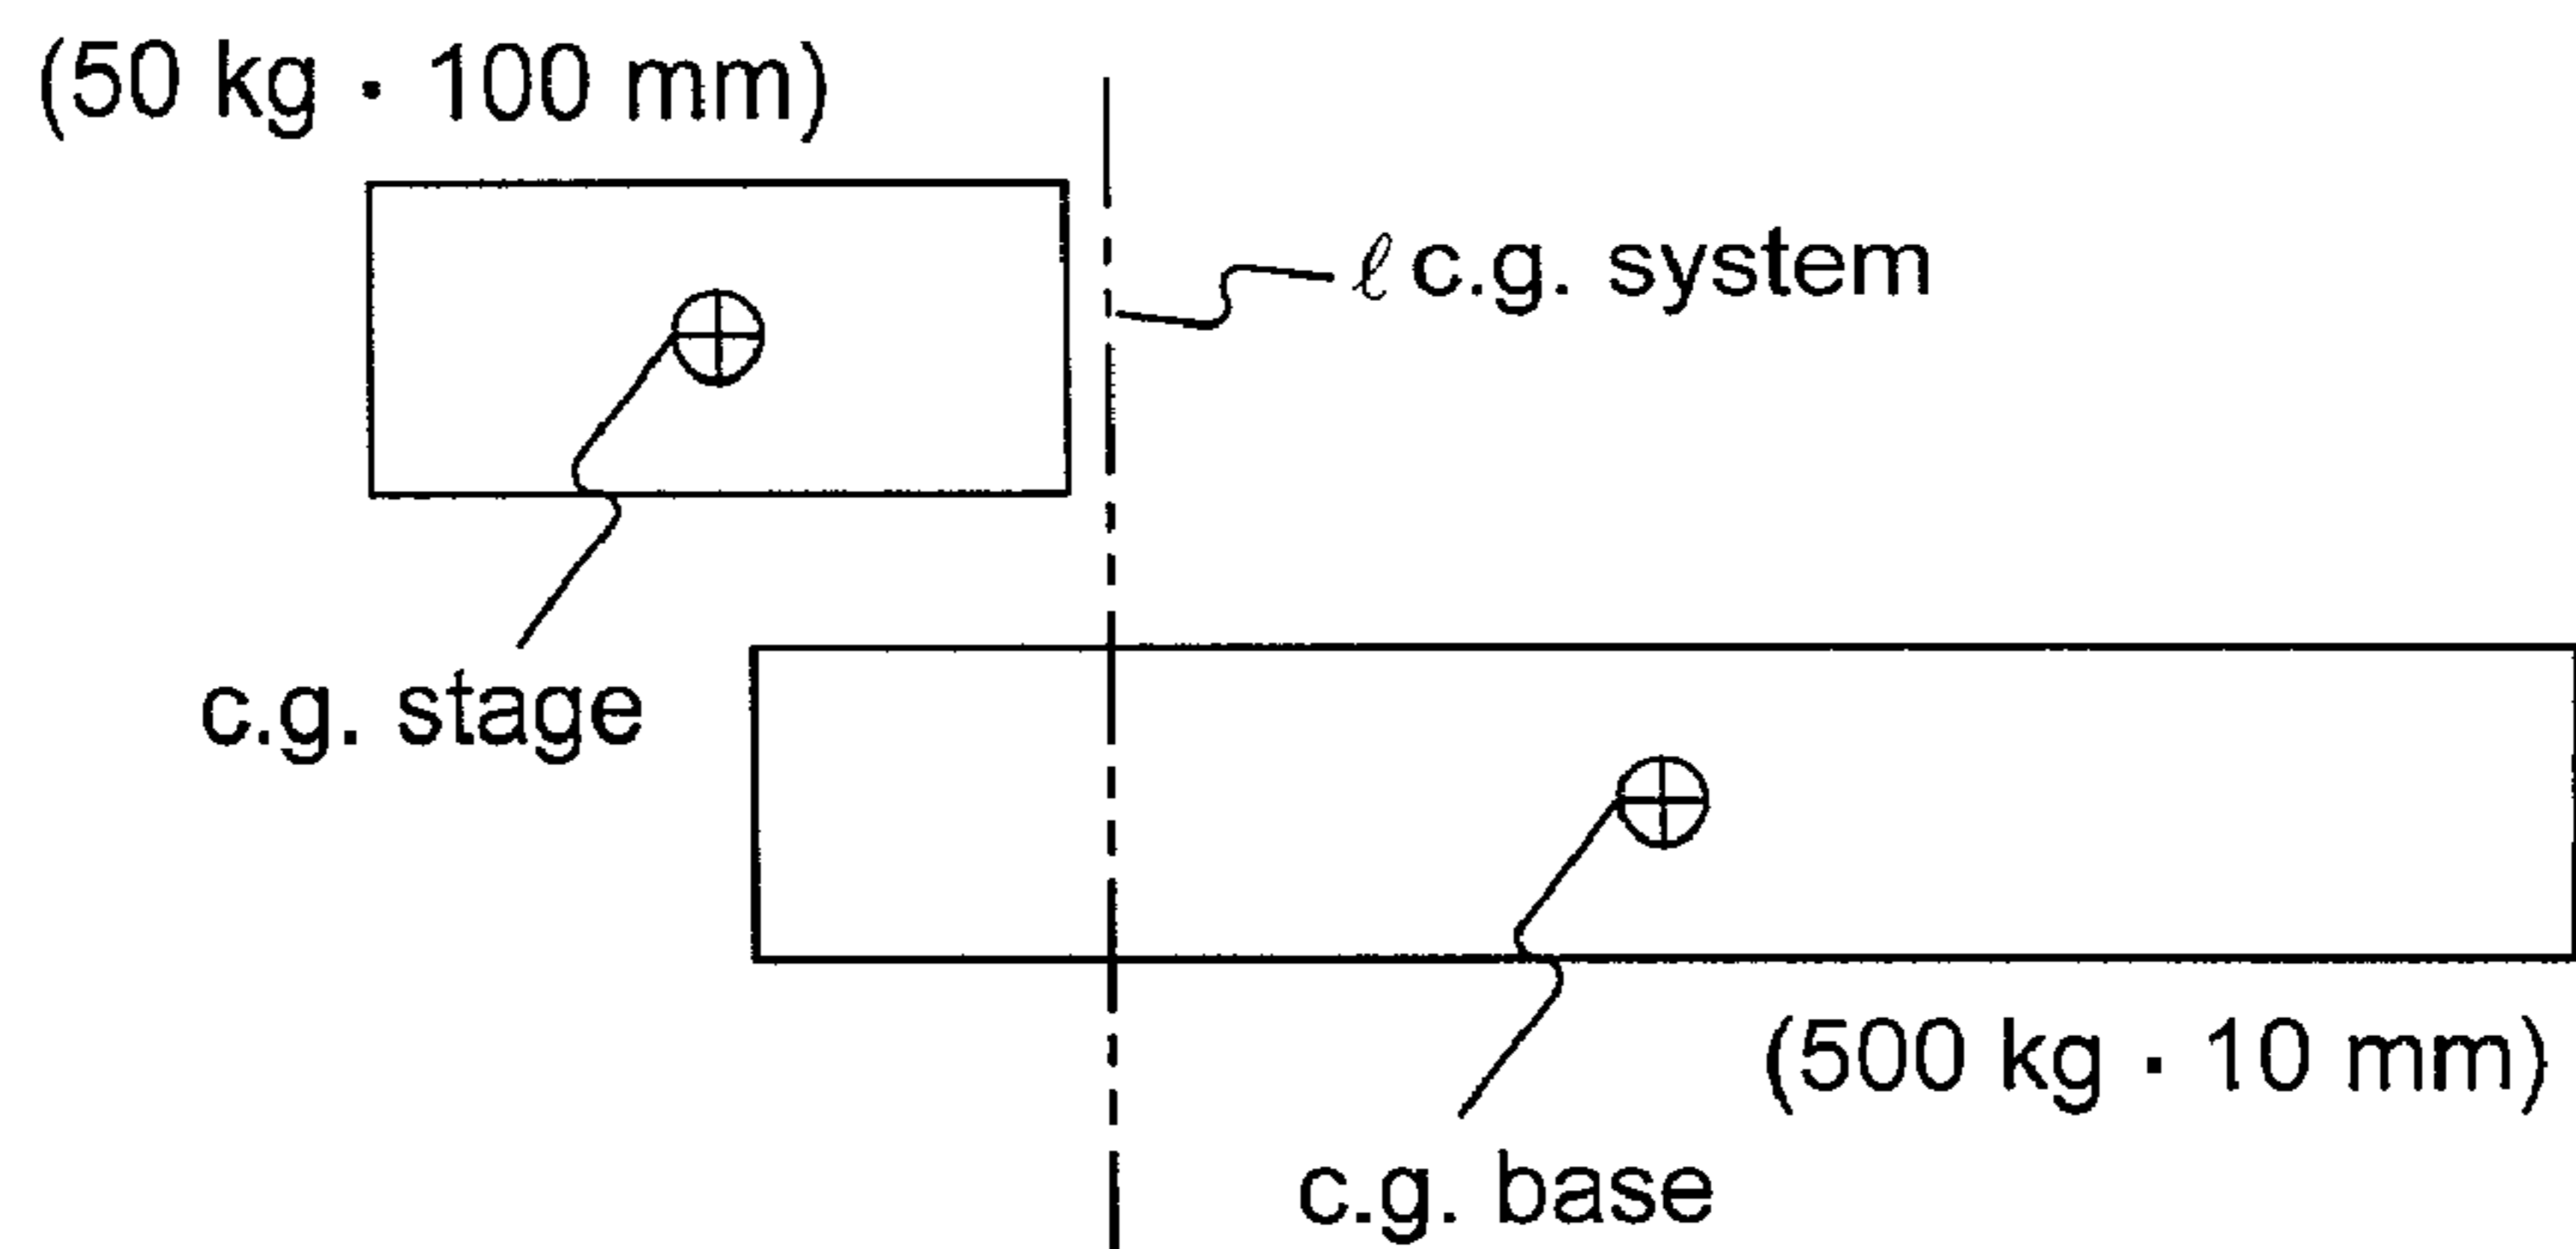 (50 kg · 100 mm)
ℓ c.g. system
c.g. stage
(500 kg · 10 mm)
c.g. base